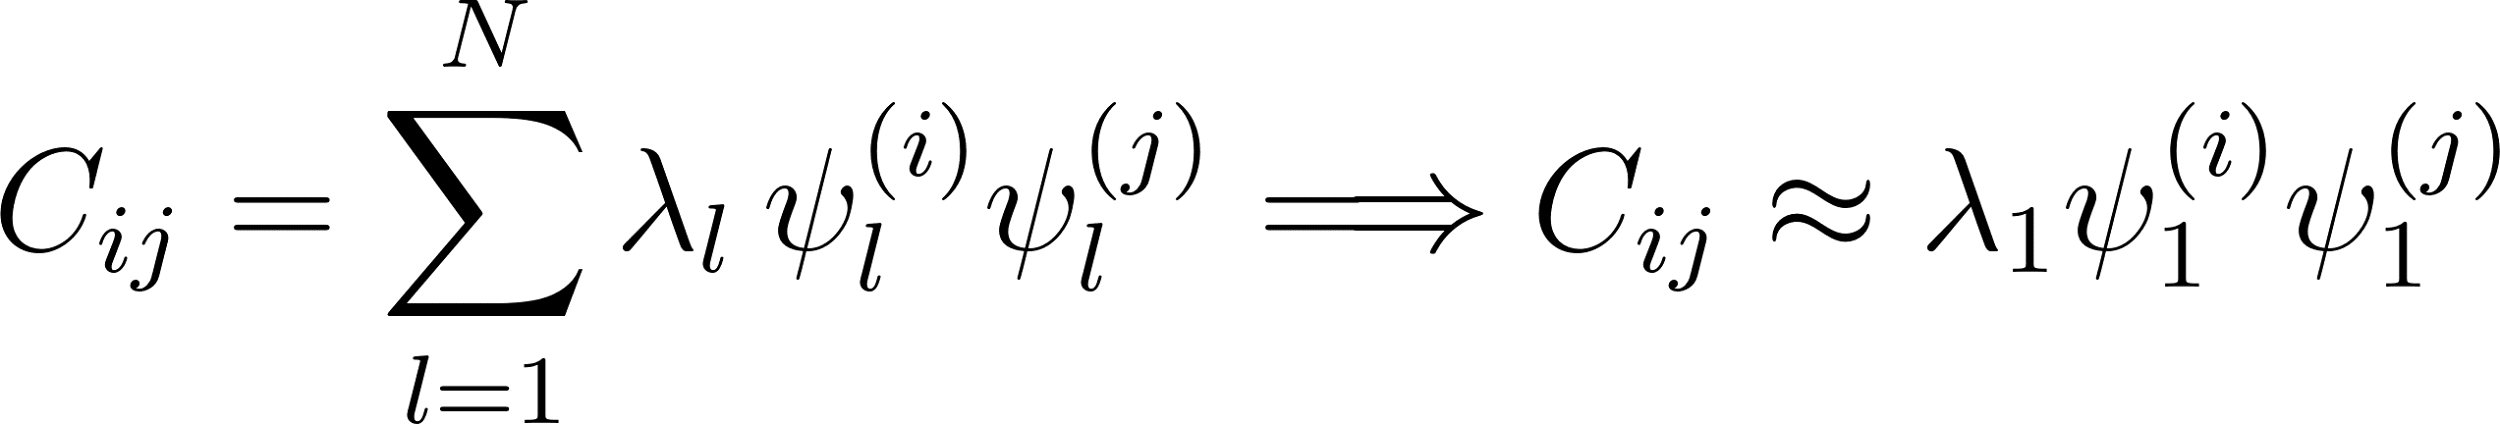 C_{ij} = \sum_{l=1}^{N} \lambda_l \psi_l^{(i)} \psi_l^{(j)} \Longrightarrow C_{ij} \approx \lambda_1 \psi_1^{(i)} \psi_1^{(j)}